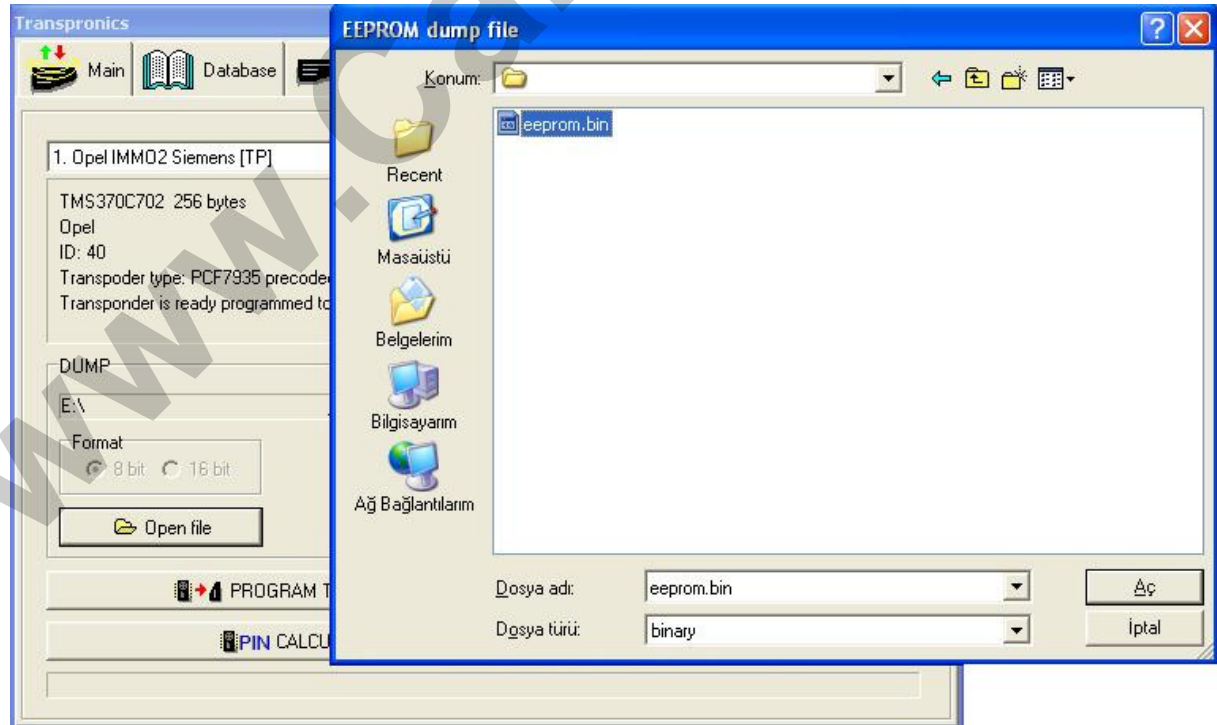 Transpronics
Main
Database
1. Opel IMMO2 Siemens [TP]
TMS370C702 256 bytes
Opel
ID: 40
Transpoder type: PCF7935 precoded
Transponder is ready programmed to
DUMP
E:\
Format
8 bit
16 bit
Open file
PROGRAM T
PIN CALCU
EEPROM dump file
Konum:
eeprom.bin
Recent
Masaüstü
Belgelerim
Bilgisayarım
Ağ Bağlantılarım
Dosya adı:
eeprom.bin
Aç
Dosya türü:
binary
İptal
www.Ca